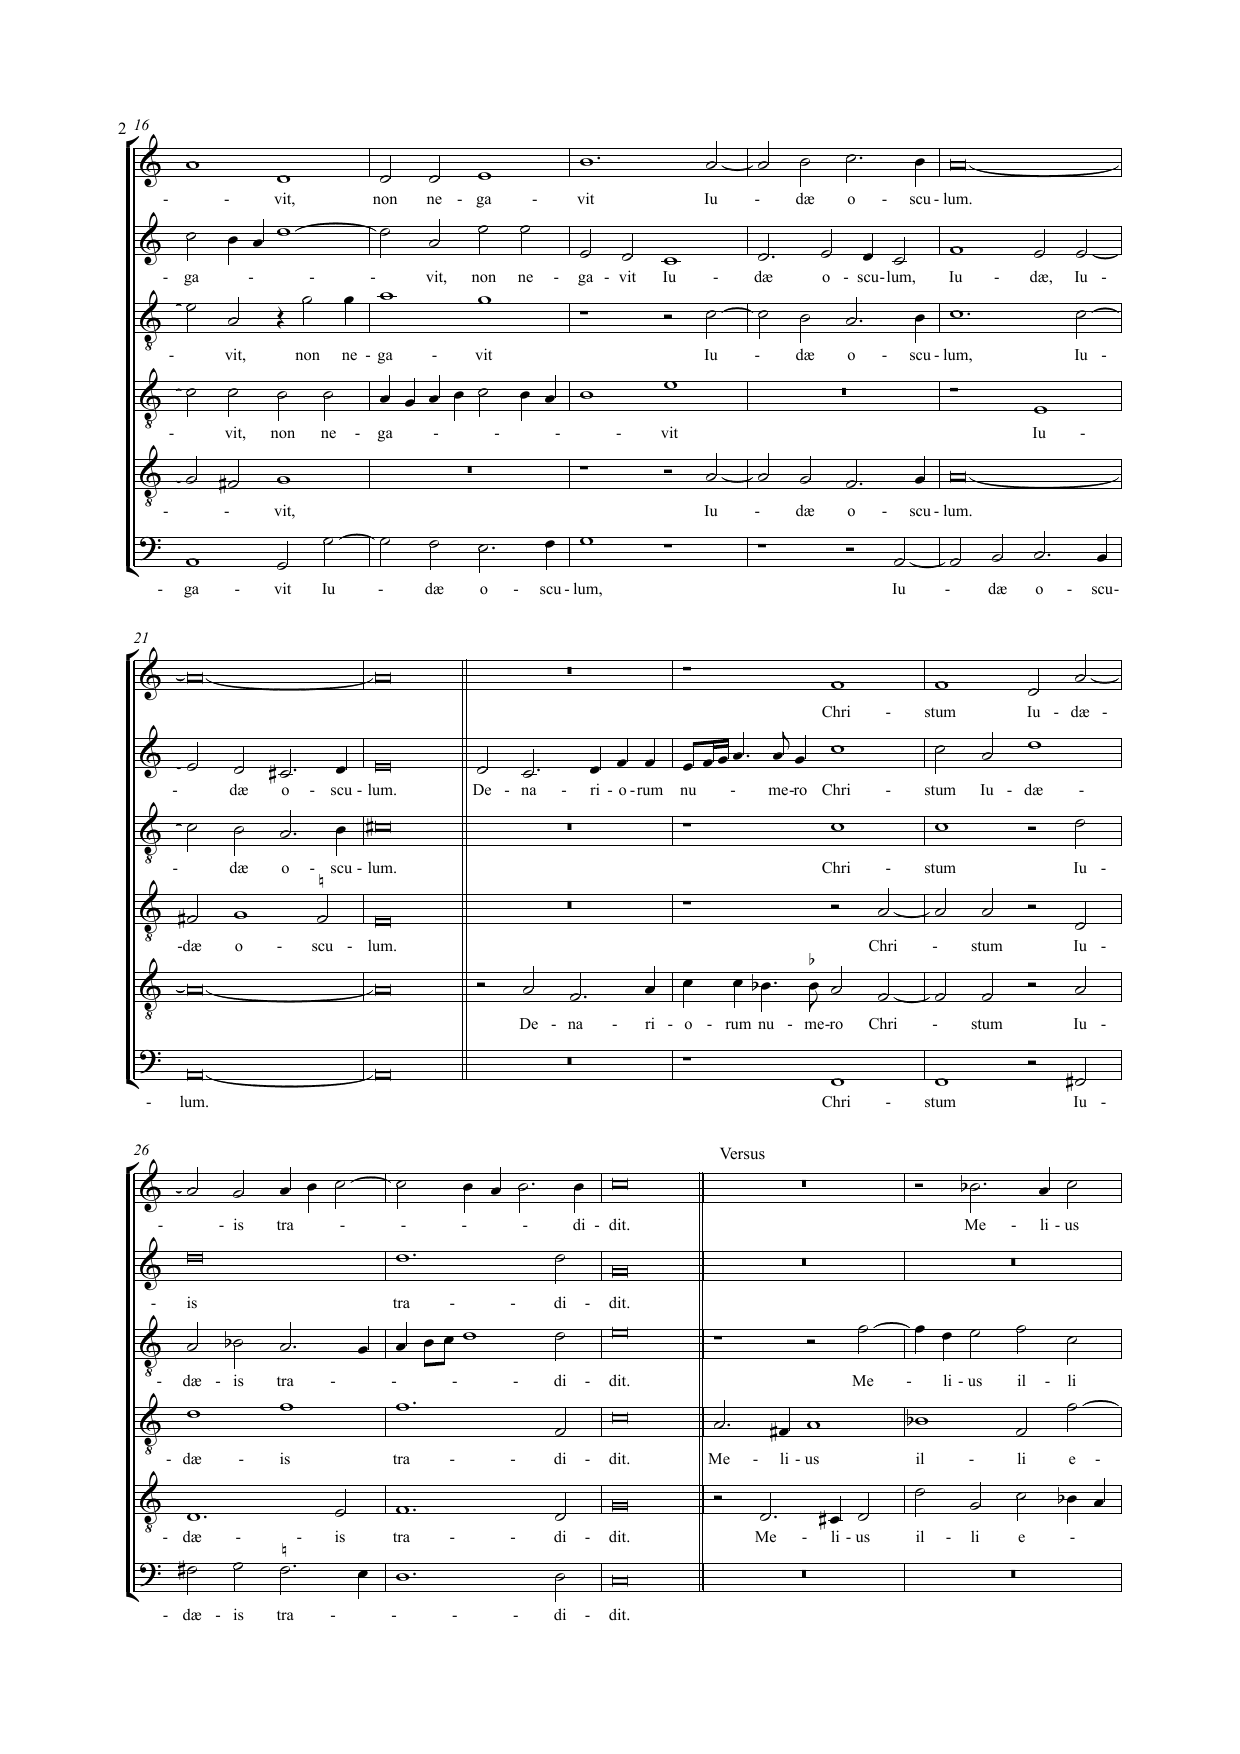 2 16
- - vit, non ne - ga - vit Iu - dæ o - scu - lum.
- ga - - - vit, non ne - ga - vit Iu - dæ o - scu - lum, Iu - dæ, Iu -
- vit, non ne - ga - vit Iu - dæ o - scu - lum, Iu -
- vit, non ne - ga - - - - vit Iu -
- - vit, Iu - dæ o - scu - lum.
- ga - vit Iu - dæ o - scu - lum, Iu - dæ o - scu -
21
Chri - stum Iu - dæ -
- dæ o - scu - lum. De - na - ri - o - rum nu - me - ro Chri - stum Iu - dæ -
- dæ o - scu - lum. Chri - stum Iu -
- dæ o - scu - lum. Chri - stum Iu -
De - na - ri - o - rum nu - me - ro Chri - stum Iu -
- lum. Chri - stum Iu -
26
Versus
- - is tra - - - - di - dit. Me - li - us
- is tra - - di - dit.
- dæ - is tra - - - - di - dit. Me - li - us il - li
- dæ - is tra - - di - dit. Me - li - us il - li e -
- dæ - - is tra - - di - dit. Me - li - us il - li e -
- dæ - is tra - - - di - dit.